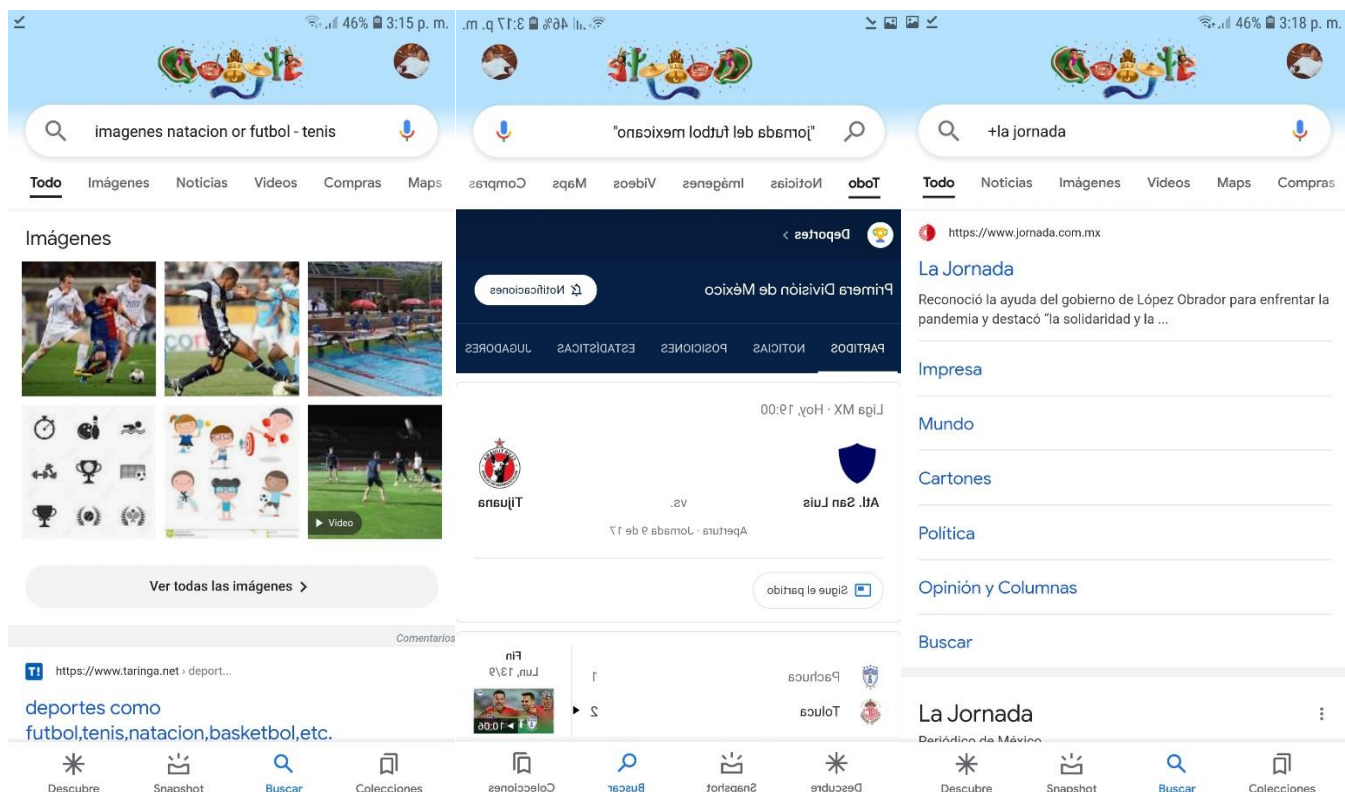 46% 3:15 p. m.
imagenes natacion or futbol - tenis
Todo Imágenes Noticias Videos Compras Maps
Imágenes
Video
Ver todas las imágenes >
Comentarios
https://www.taringa.net › deport...
deportes como
futbol,tenis,natacion,basketbol,etc.
Descubre Snapshot Buscar Colecciones
46% 3:17 p. m.
"jornada del futbol mexicano"
Todo Noticias Imágenes Videos Maps Compras
Deportes >
Primera División de México
Notificaciones
PARTIDOS NOTICIAS POSICIONES ESTADÍSTICAS JUGADORES
Liga MX · Hoy, 19:00
Atl. San Luis vs. Tijuana
Apertura · Jornada 9 de 17
Sigue el partido
Pachuca 1
Toluca 2
Fin
Lun, 13/9
10:06
Descubre Snapshot Buscar Colecciones
46% 3:18 p. m.
+la jornada
Todo Noticias Imágenes Videos Maps Compras
https://www.jornada.com.mx
La Jornada
Reconoció la ayuda del gobierno de López Obrador para enfrentar la
pandemia y destacó “la solidaridad y la ...
Impresa
Mundo
Cartones
Política
Opinión y Columnas
Buscar
La Jornada
Periódico de México
Descubre Snapshot Buscar Colecciones